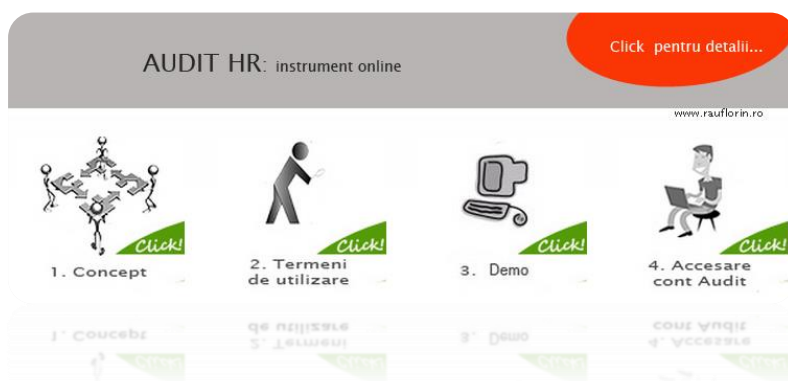 AUDIT HR: instrument online
Click pentru detalii...
www.rauflorin.ro
Click!
1. Concept
Click!
2. Termeni
de utilizare
Click!
3. Demo
Click!
4. Accesare
cont Audit